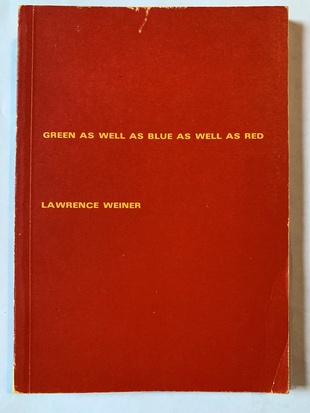 GREEN AS WELL AS BLUE AS WELL AS RED
LAWRENCE WEINER